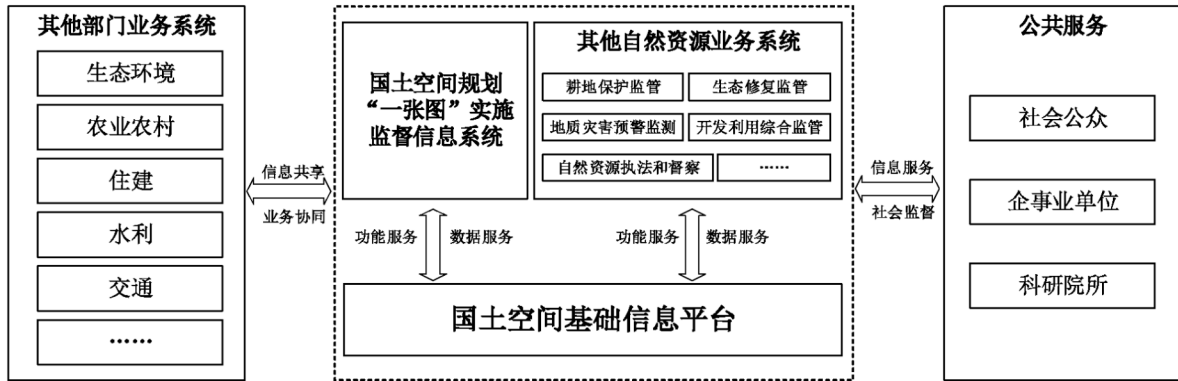 其他部门业务系统
生态环境
农业农村
住建
水利
交通
……
信息共享
业务协同
国土空间规划
“一张图”实施
监督信息系统
其他自然资源业务系统
耕地保护监管
生态修复监管
地质灾害预警监测
开发利用综合监管
自然资源执法和督察
……
功能服务
数据服务
功能服务
数据服务
国土空间基础信息平台
信息服务
社会监督
公共服务
社会公众
企事业单位
科研院所